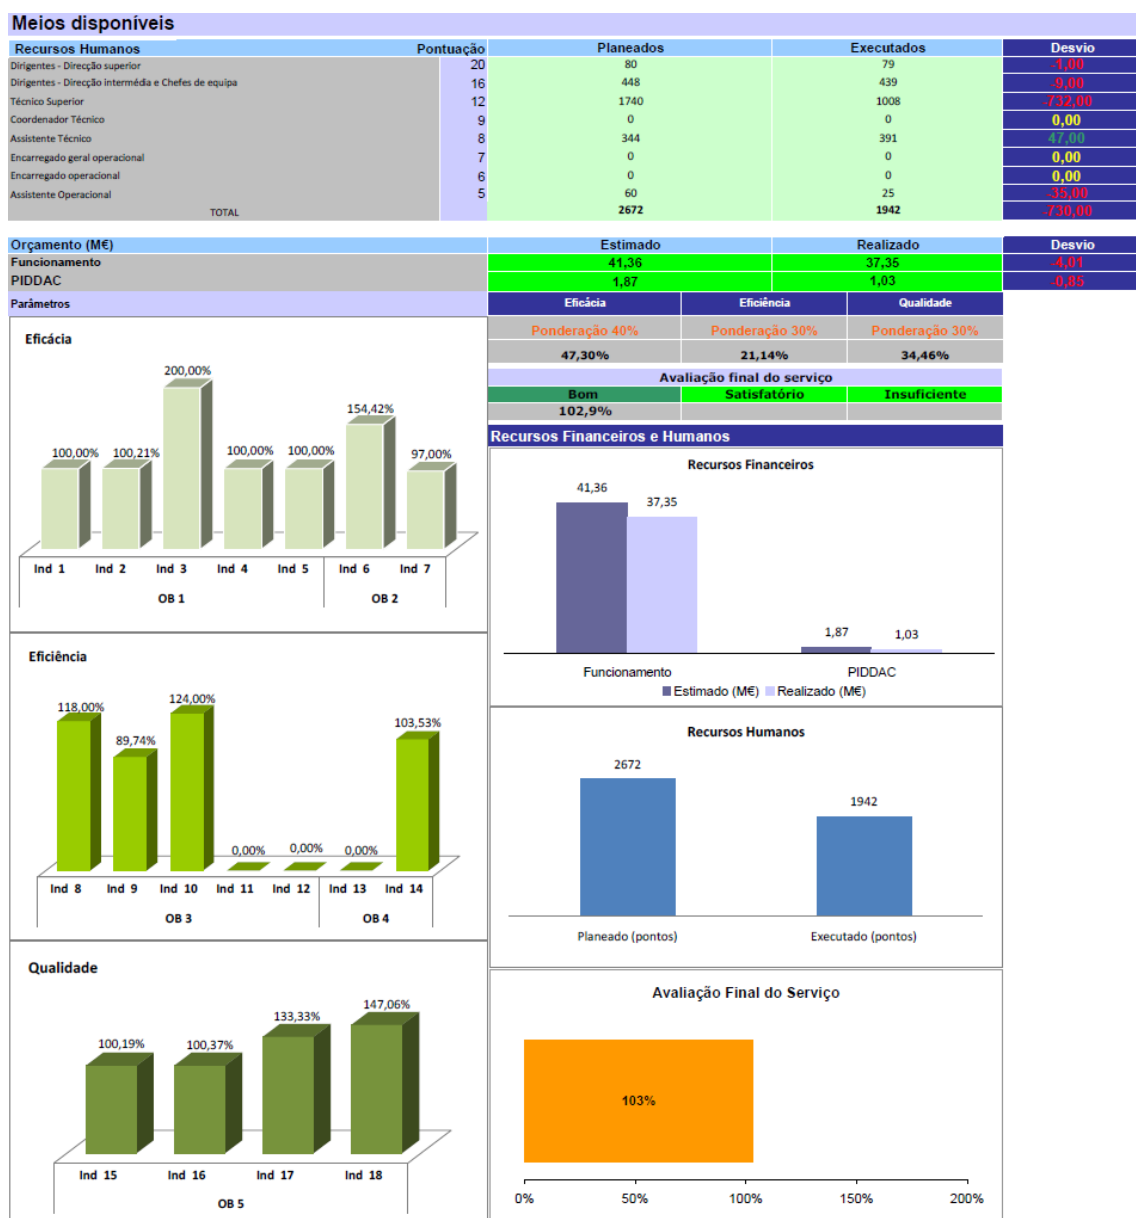 Meios disponíveis
Recursos Humanos Pontuação Planeados Executados Desvio
Dirigentes - Direcção superior 20 80 79 -1,00
Dirigentes - Direcção intermédia e Chefes de equipa 16 448 439 -9,00
Técnico Superior 12 1740 1008 -732,00
Coordenador Técnico 9 0 0 0,00
Assistente Técnico 8 344 391 47,00
Encarregado geral operacional 7 0 0 0,00
Encarregado operacional 6 0 0 0,00
Assistente Operacional 5 60 25 -35,00
TOTAL 2672 1942 -730,00
Orçamento (M€) Estimado Realizado Desvio
Funcionamento 41,36 37,35 -4,01
PIDDAC 1,87 1,03 -0,85
Parâmetros Eficácia Eficiência Qualidade
Ponderação 40% Ponderação 30% Ponderação 30%
47,30% 21,14% 34,46%
Avaliação final do serviço
Bom Satisfatório Insuficiente
102,9%
Eficácia
200,00%
154,42%
100,00% 100,21% 100,00% 100,00% 97,00%
Ind 1 Ind 2 Ind 3 Ind 4 Ind 5 Ind 6 Ind 7
OB 1 OB 2
Recursos Financeiros e Humanos
Recursos Financeiros
41,36
37,35
1,87 1,03
Funcionamento PIDDAC
Estimado (M€) Realizado (M€)
Eficiência
118,00% 124,00%
89,74% 103,53%
0,00% 0,00% 0,00%
Ind 8 Ind 9 Ind 10 Ind 11 Ind 12 Ind 13 Ind 14
OB 3 OB 4
Recursos Humanos
2672
1942
Planeado (pontos) Executado (pontos)
Qualidade
147,06%
133,33%
100,19% 100,37%
Ind 15 Ind 16 Ind 17 Ind 18
OB 5
Avaliação Final do Serviço
103%
0% 50% 100% 150% 200%